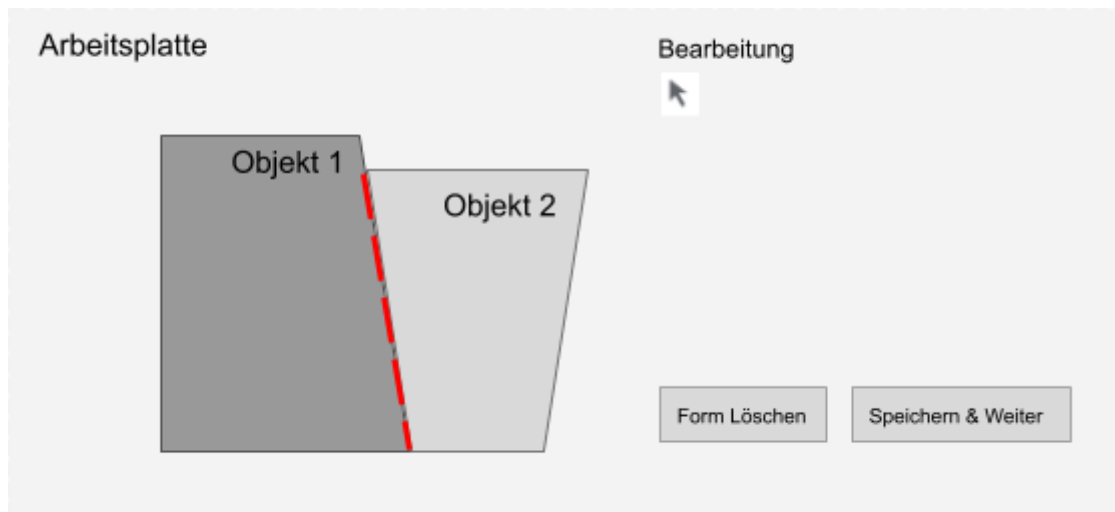 Arbeitsplatte
Bearbeitung
Objekt 1
Objekt 2
Form Löschen
Speichern & Weiter